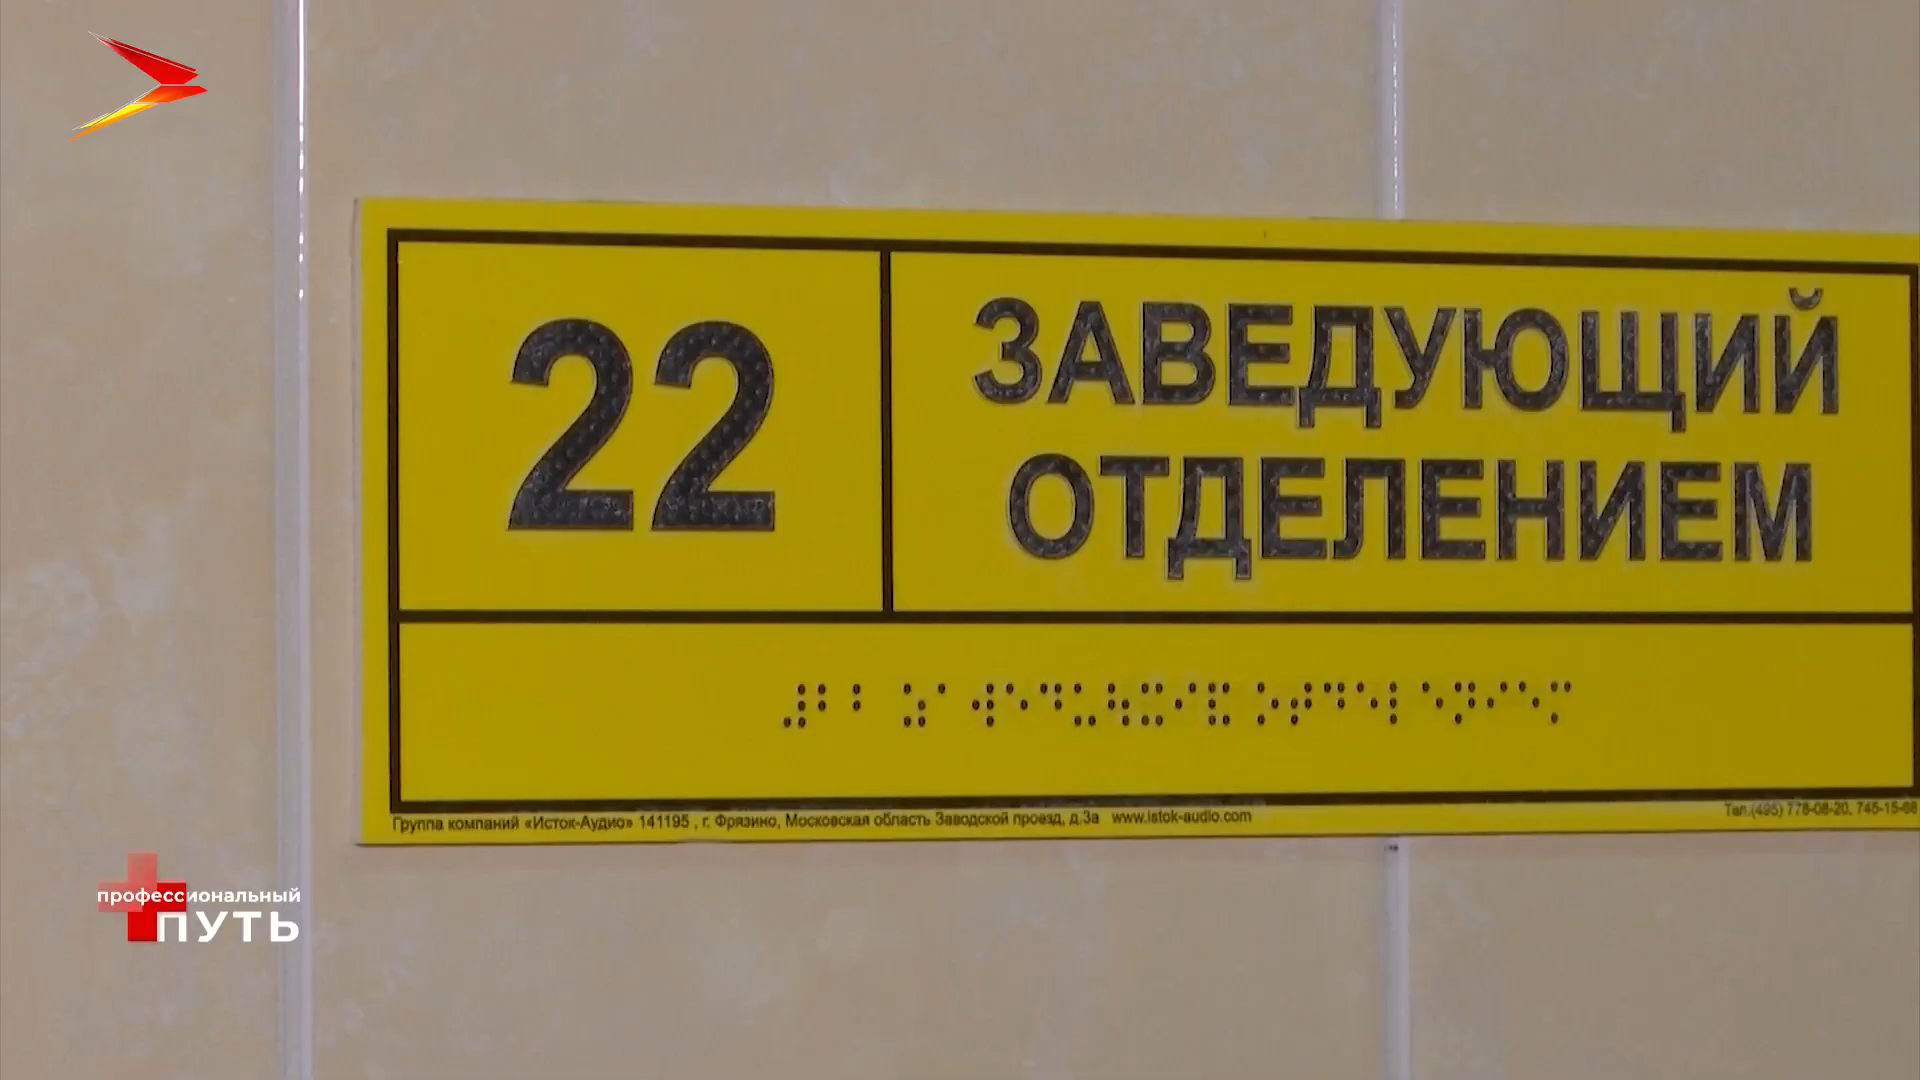 22
ЗАВЕДУЮЩИЙ
ОТДЕЛЕНИЕМ
Группа компаний «Исток-Аудио» 141195 , г. Фрязино, Московская область Заводской проезд, д.3а www.istok-audio.com
Тел.(495) 778-08-20, 745-15-68
профессиональный
ПУТЬ